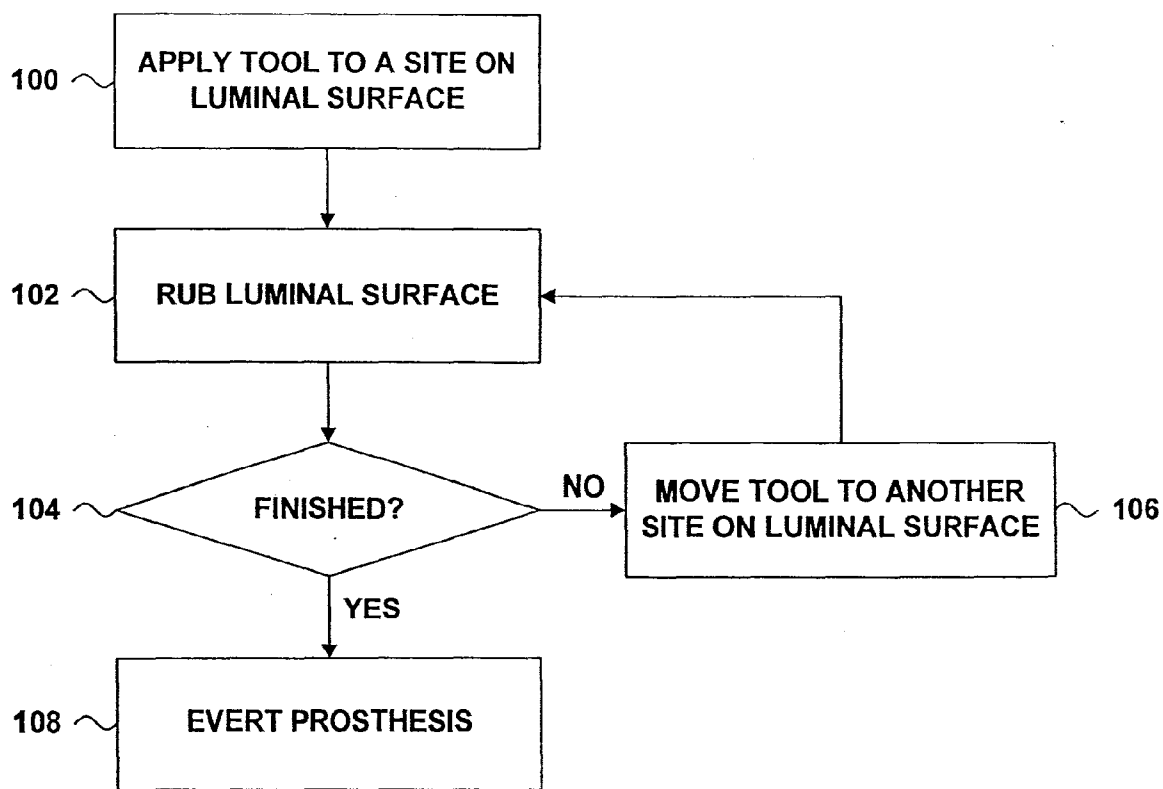 100
APPLY TOOL TO A SITE ON
LUMINAL SURFACE
102
RUB LUMINAL SURFACE
104
FINISHED?
NO
MOVE TOOL TO ANOTHER
SITE ON LUMINAL SURFACE
106
YES
108
EVERT PROSTHESIS